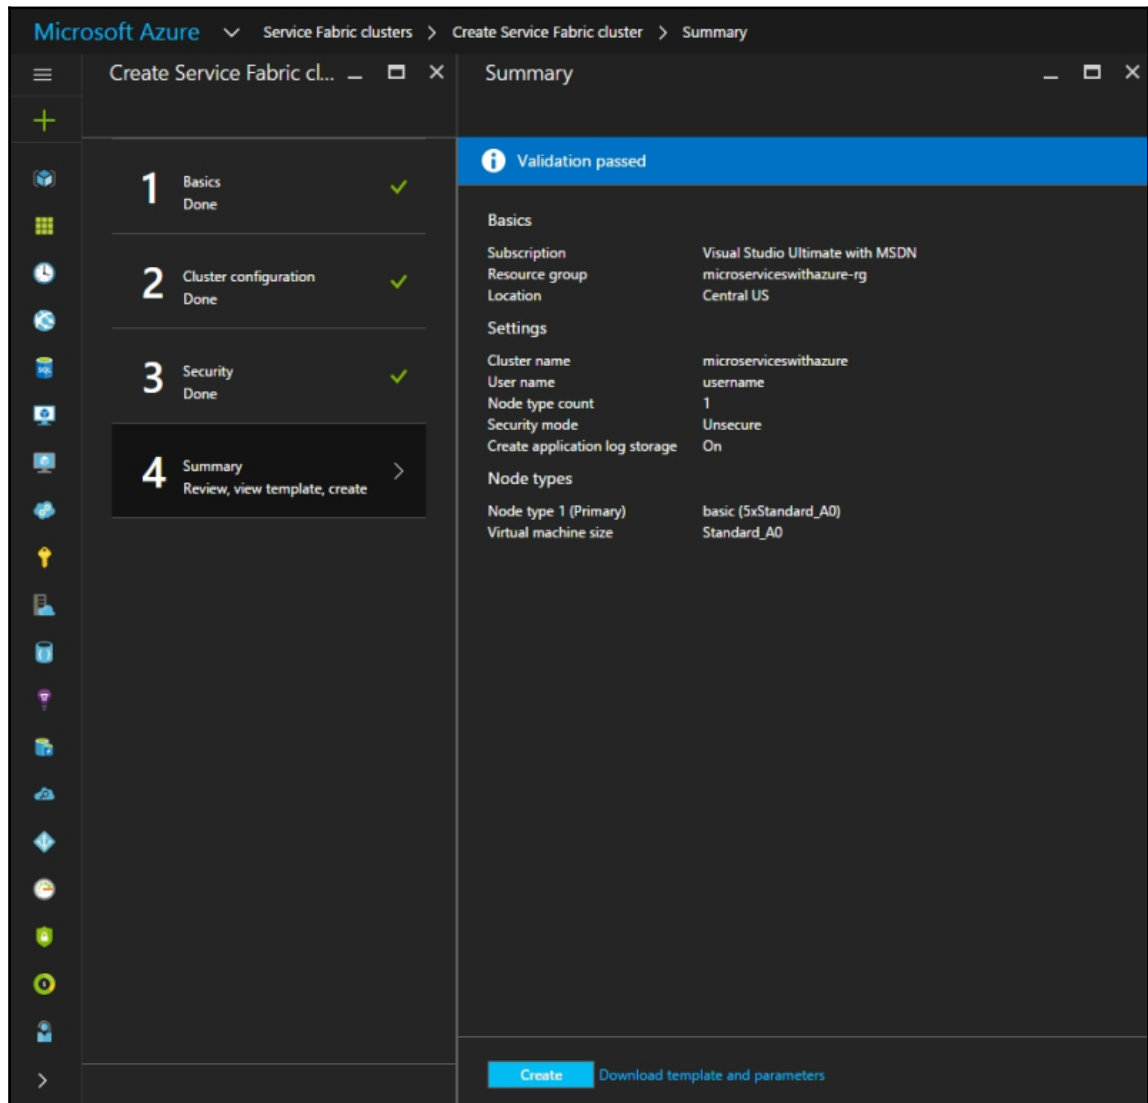 Microsoft Azure Service Fabric clusters > Create Service Fabric cluster > Summary
Create Service Fabric cl...
1 Basics
Done
2 Cluster configuration
Done
3 Security
Done
4 Summary
Review, view template, create
Summary
Validation passed
Basics
Subscription Visual Studio Ultimate with MSDN
Resource group microserviceswithazure-rg
Location Central US
Settings
Cluster name microserviceswithazure
User name username
Node type count 1
Security mode Unsecure
Create application log storage On
Node types
Node type 1 (Primary) basic (5xStandard_A0)
Virtual machine size Standard_A0
Create Download template and parameters